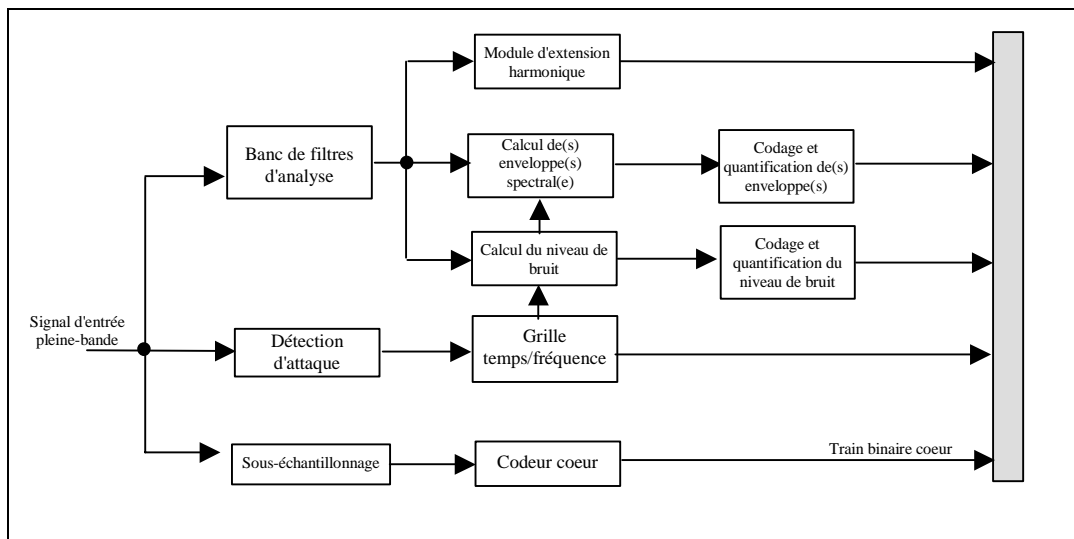 Module d'extension
harmonique
Banc de filtres
d'analyse
Calcul de(s)
enveloppe(s)
spectral(e)
Codage et
quantification de(s)
enveloppe(s)
Calcul du niveau de
bruit
Codage et
quantification du
niveau de bruit
Signal d'entrée
pleine-bande
Détection
d'attaque
Grille
temps/fréquence
Sous-échantillonnage
Codeur coeur
Train binaire coeur